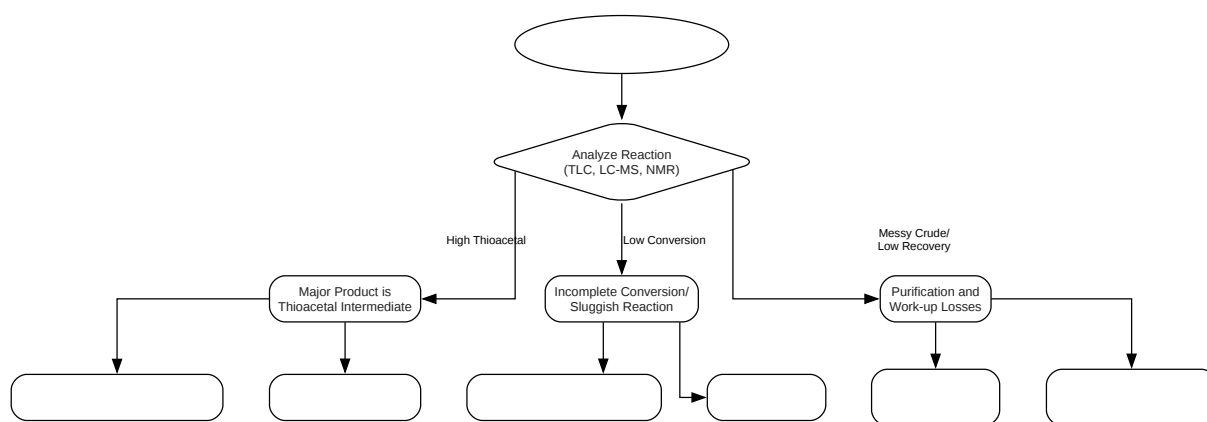 Analyze Reaction
(TLC, LC-MS, NMR)
High Thioacetal
Low Conversion
Messy Crude/
Low Recovery
Major Product is
Thioacetal Intermediate
Incomplete Conversion/
Sluggish Reaction
Purification and
Work-up Losses